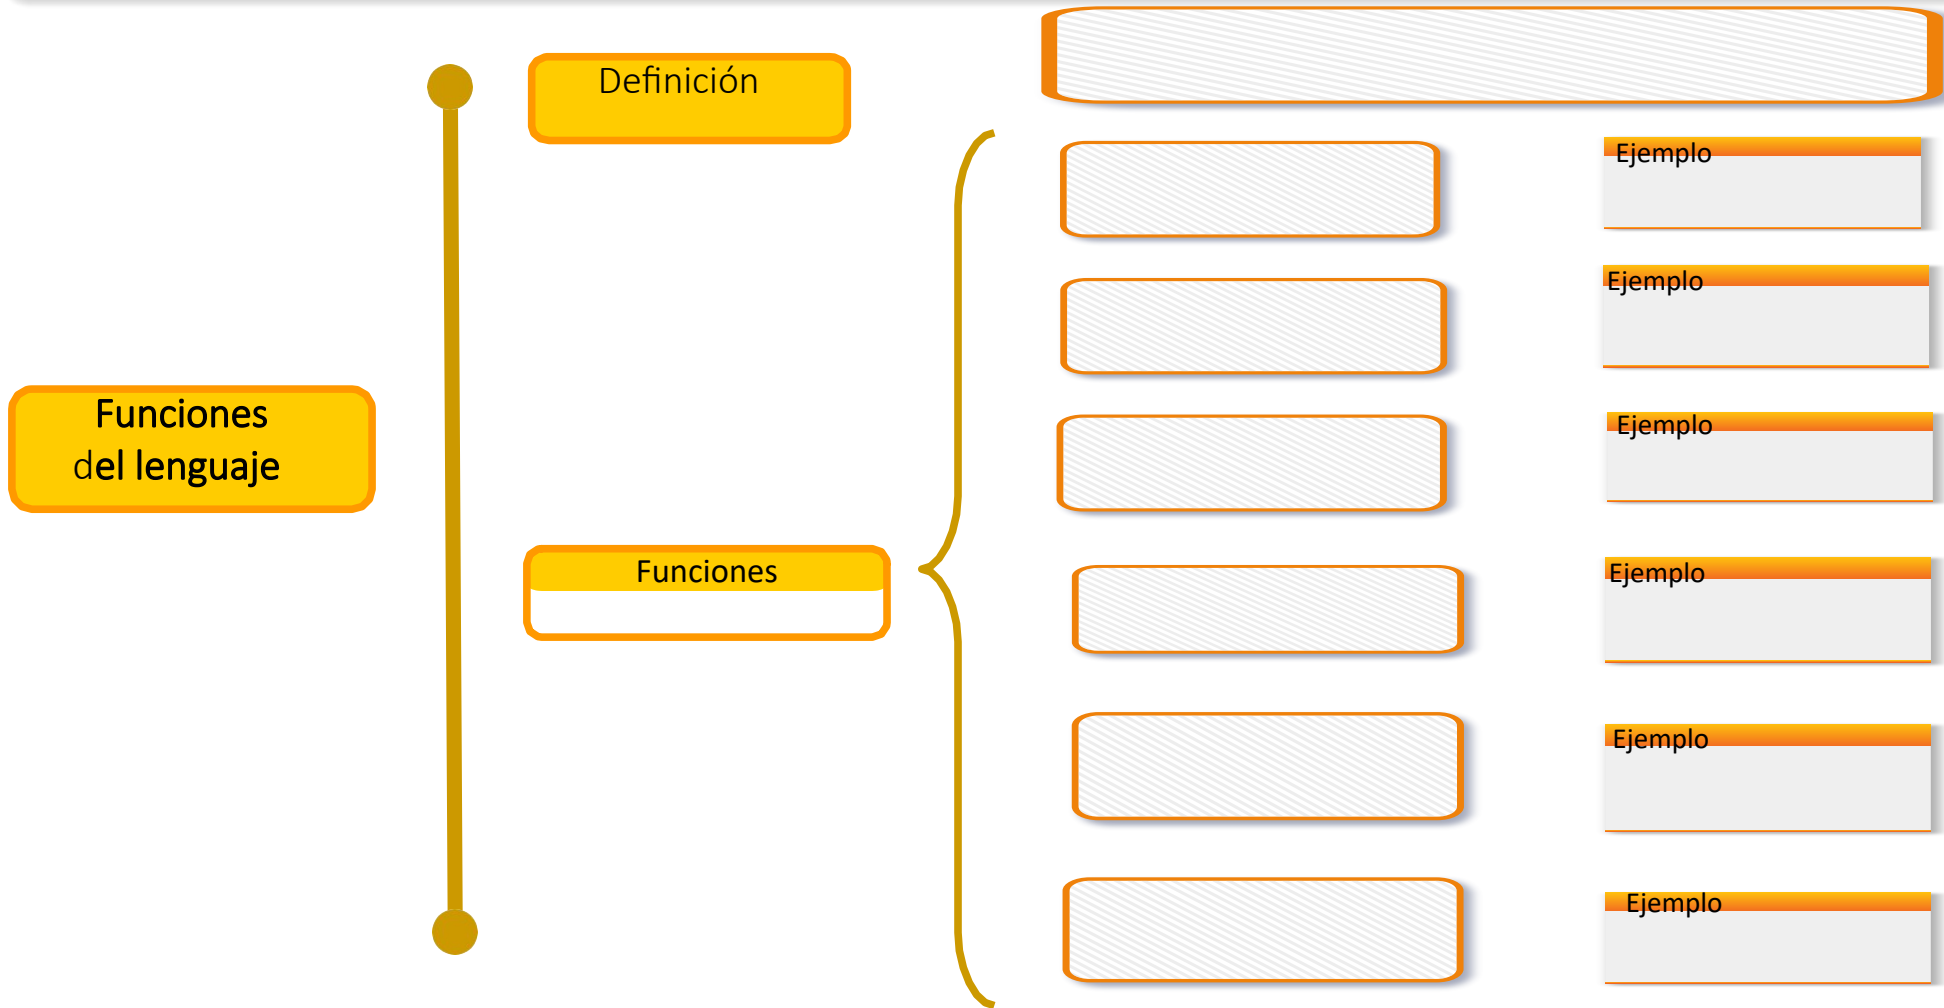 Definición
Ejemplo
Ejemplo
Funciones
del lenguaje
Ejemplo
Funciones
Ejemplo
Ejemplo
Ejemplo